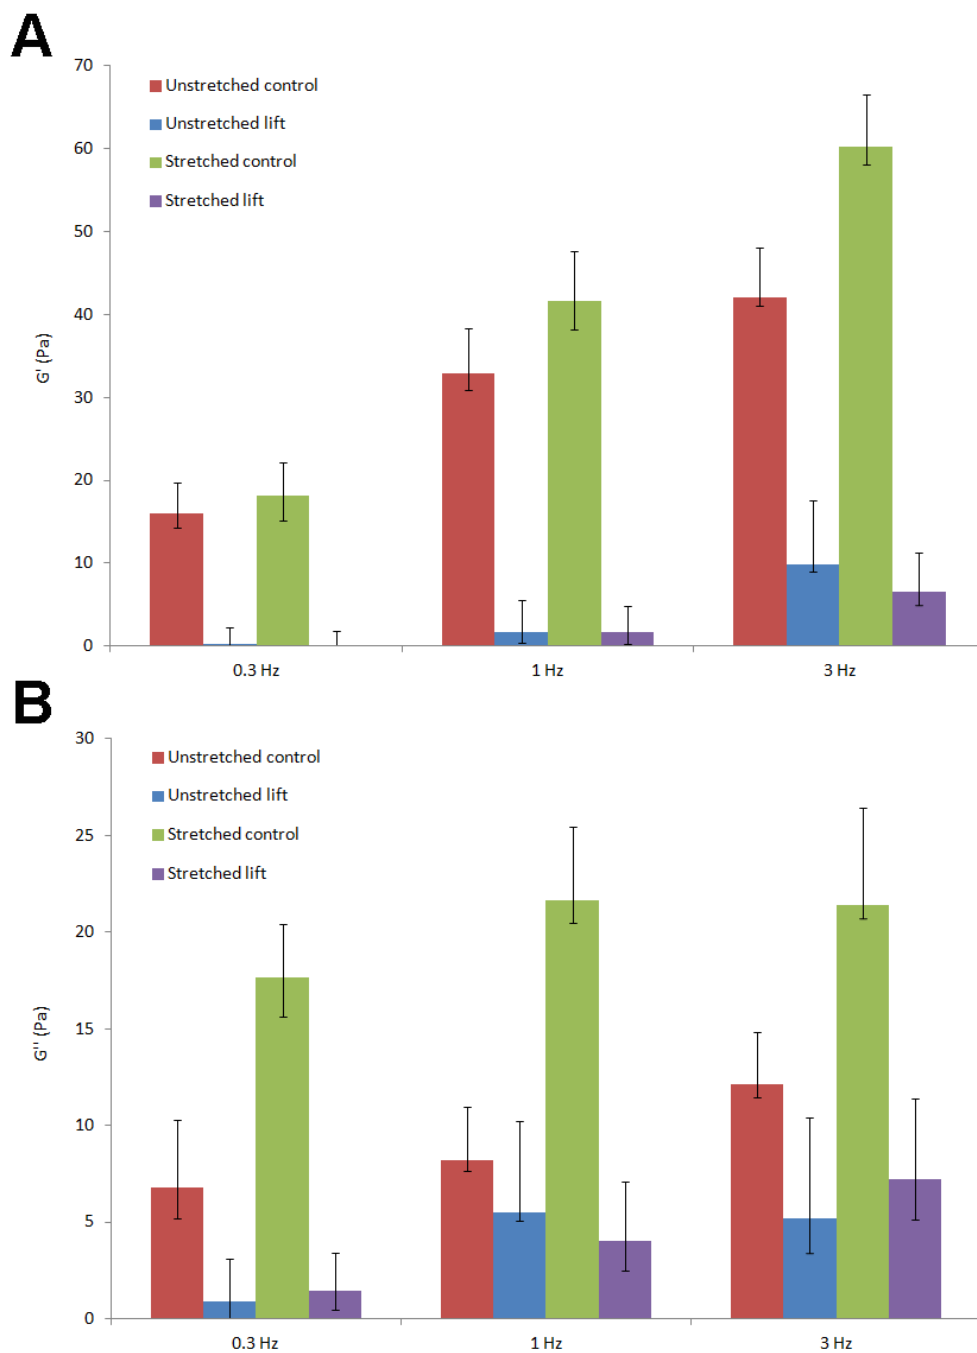 A
70
60
50
40
30
20
10
0
G' (Pa)
Unstretched control
Unstretched lift
Stretched control
Stretched lift
0.3 Hz
1 Hz
3 Hz
B
30
25
20
15
10
5
0
G'' (Pa)
Unstretched control
Unstretched lift
Stretched control
Stretched lift
0.3 Hz
1 Hz
3 Hz